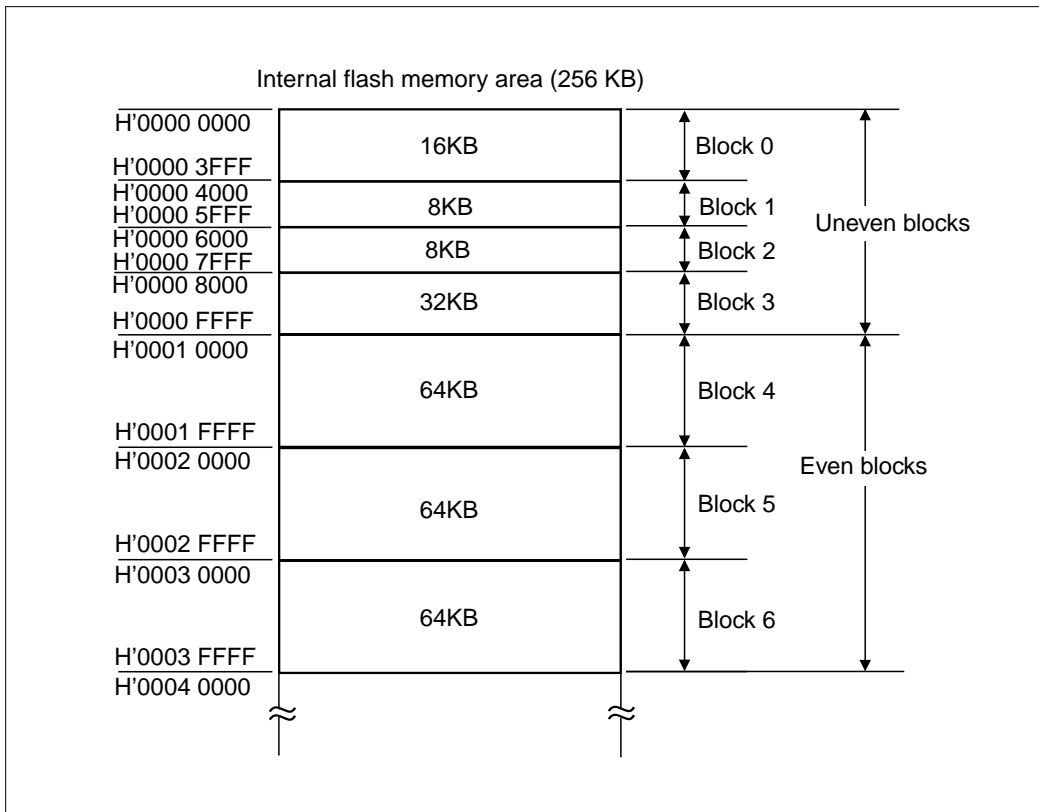 Internal flash memory area (256 KB)
H'0000 0000
16KB
Block 0
H'0000 3FFF
H'0000 4000
8KB
Block 1
H'0000 5FFF
Uneven blocks
H'0000 6000
8KB
Block 2
H'0000 7FFF
H'0000 8000
32KB
Block 3
H'0000 FFFF
H'0001 0000
64KB
Block 4
H'0001 FFFF
H'0002 0000
Even blocks
64KB
Block 5
H'0002 FFFF
H'0003 0000
64KB
Block 6
H'0003 FFFF
H'0004 0000